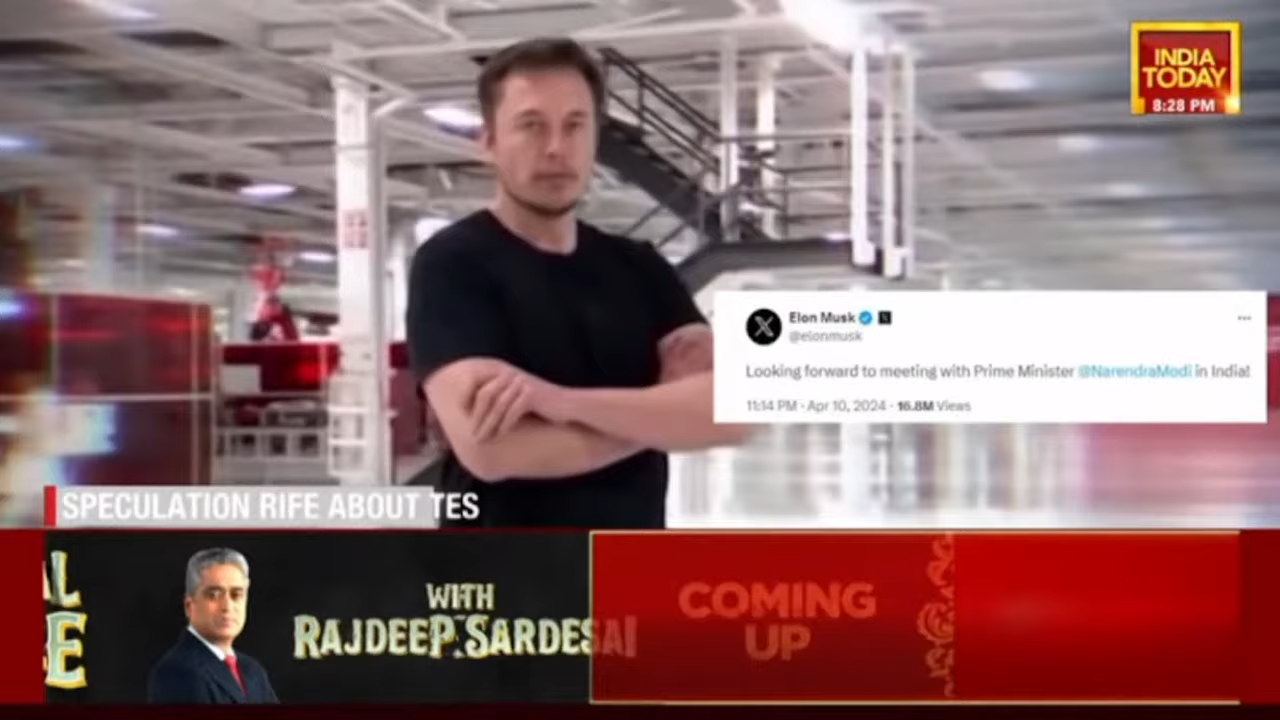 INDIA
TODAY
8:28 PM
Elon Musk
@elonmusk
Looking forward to meeting with Prime Minister @NarendraModi in India!
11:14 PM · Apr 10, 2024 · 16.8M Views
SPECULATION RIFE ABOUT TES
WITH
RAJDEEP SARDESAI
COMING
UP